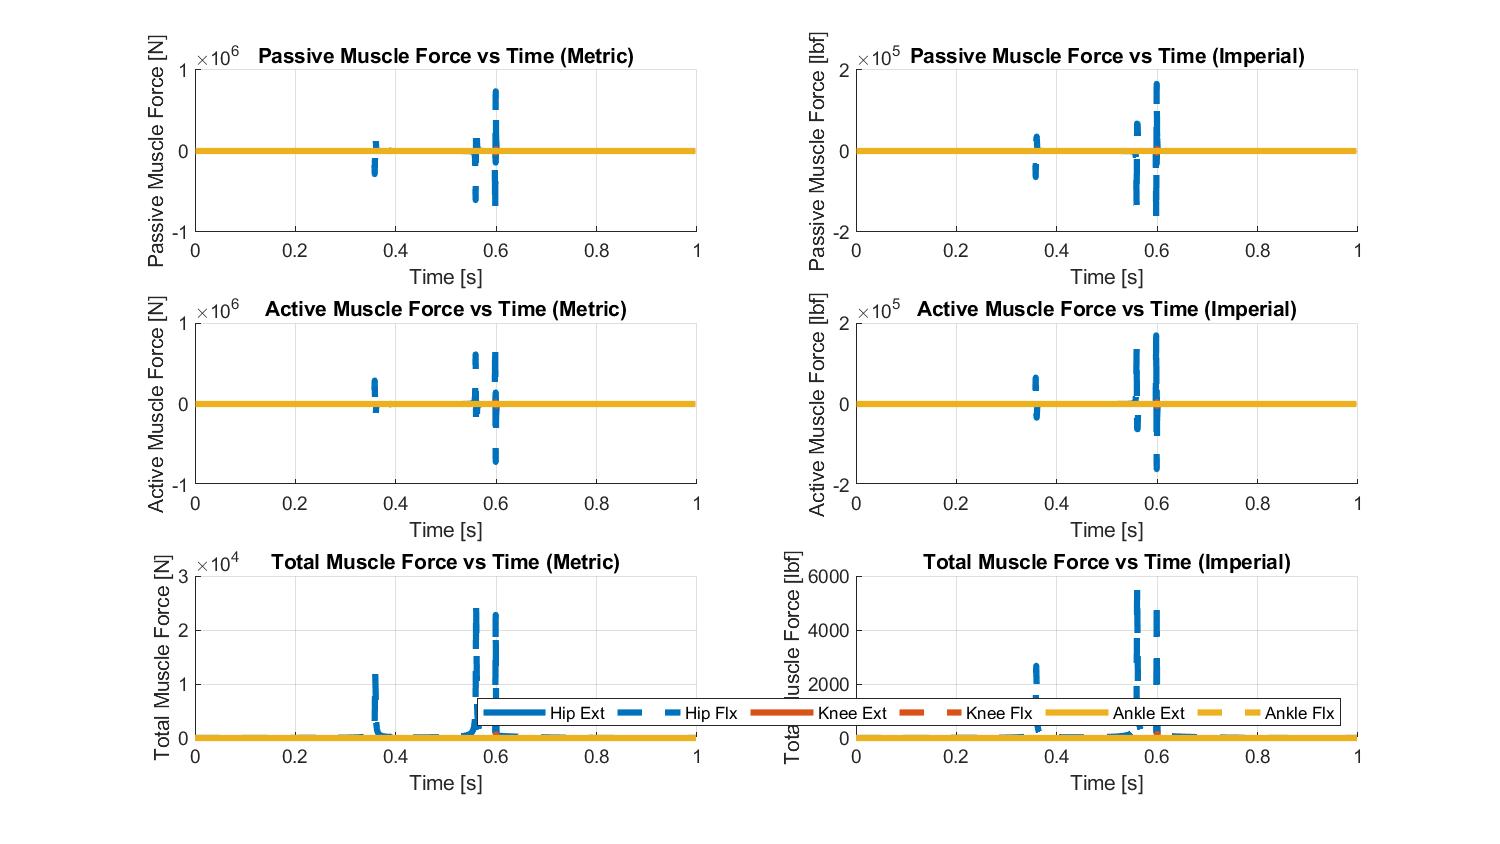 Passive Muscle Force vs Time (Metric)
×10^6
Passive Muscle Force [N]
1
0
-1
0 0.2 0.4 0.6 0.8 1
Time [s]
Passive Muscle Force vs Time (Imperial)
×10^5
Passive Muscle Force [lbf]
2
0
-2
0 0.2 0.4 0.6 0.8 1
Time [s]
Active Muscle Force vs Time (Metric)
×10^6
Active Muscle Force [N]
1
0
-1
0 0.2 0.4 0.6 0.8 1
Time [s]
Active Muscle Force vs Time (Imperial)
×10^5
Active Muscle Force [lbf]
2
0
-2
0 0.2 0.4 0.6 0.8 1
Time [s]
Total Muscle Force vs Time (Metric)
×10^4
Total Muscle Force [N]
3
2
1
0
0 0.2 0.4 0.6 0.8 1
Time [s]
Total Muscle Force vs Time (Imperial)
Total Muscle Force [lbf]
6000
4000
2000
0
0 0.2 0.4 0.6 0.8 1
Time [s]
Hip Ext Hip Flx Knee Ext Knee Flx Ankle Ext Ankle Flx